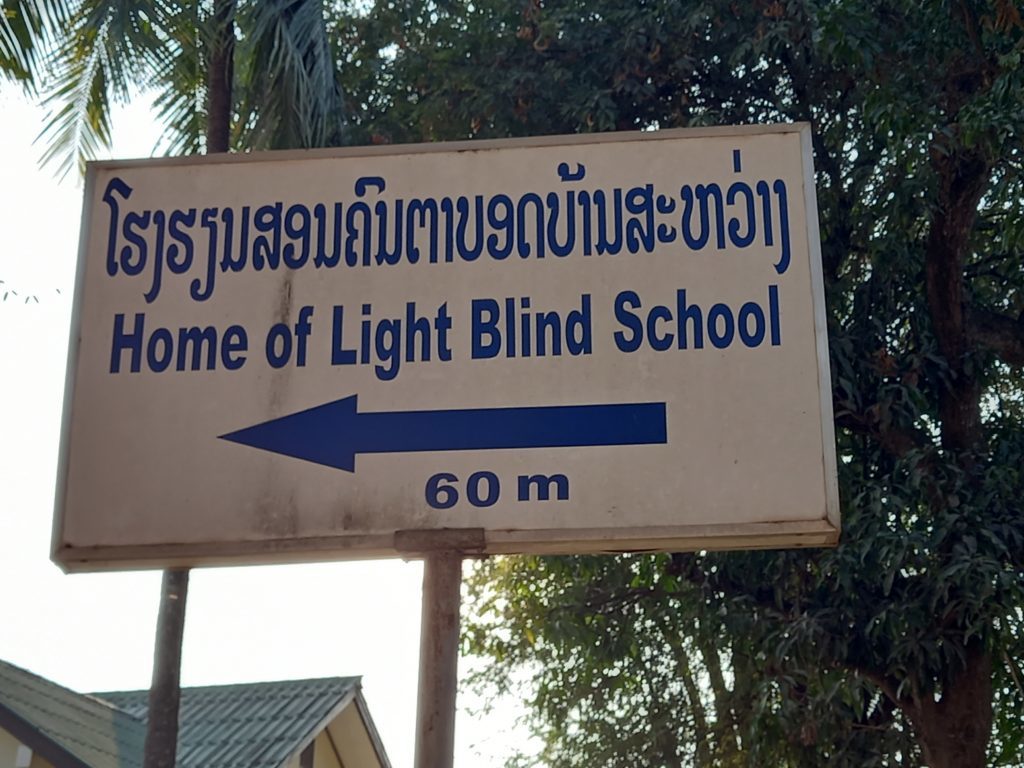 ໂຮງຮຽນສອນຄົນຕາບອດບ້ານສະຫວ່າງ
Home of Light Blind School
60 m